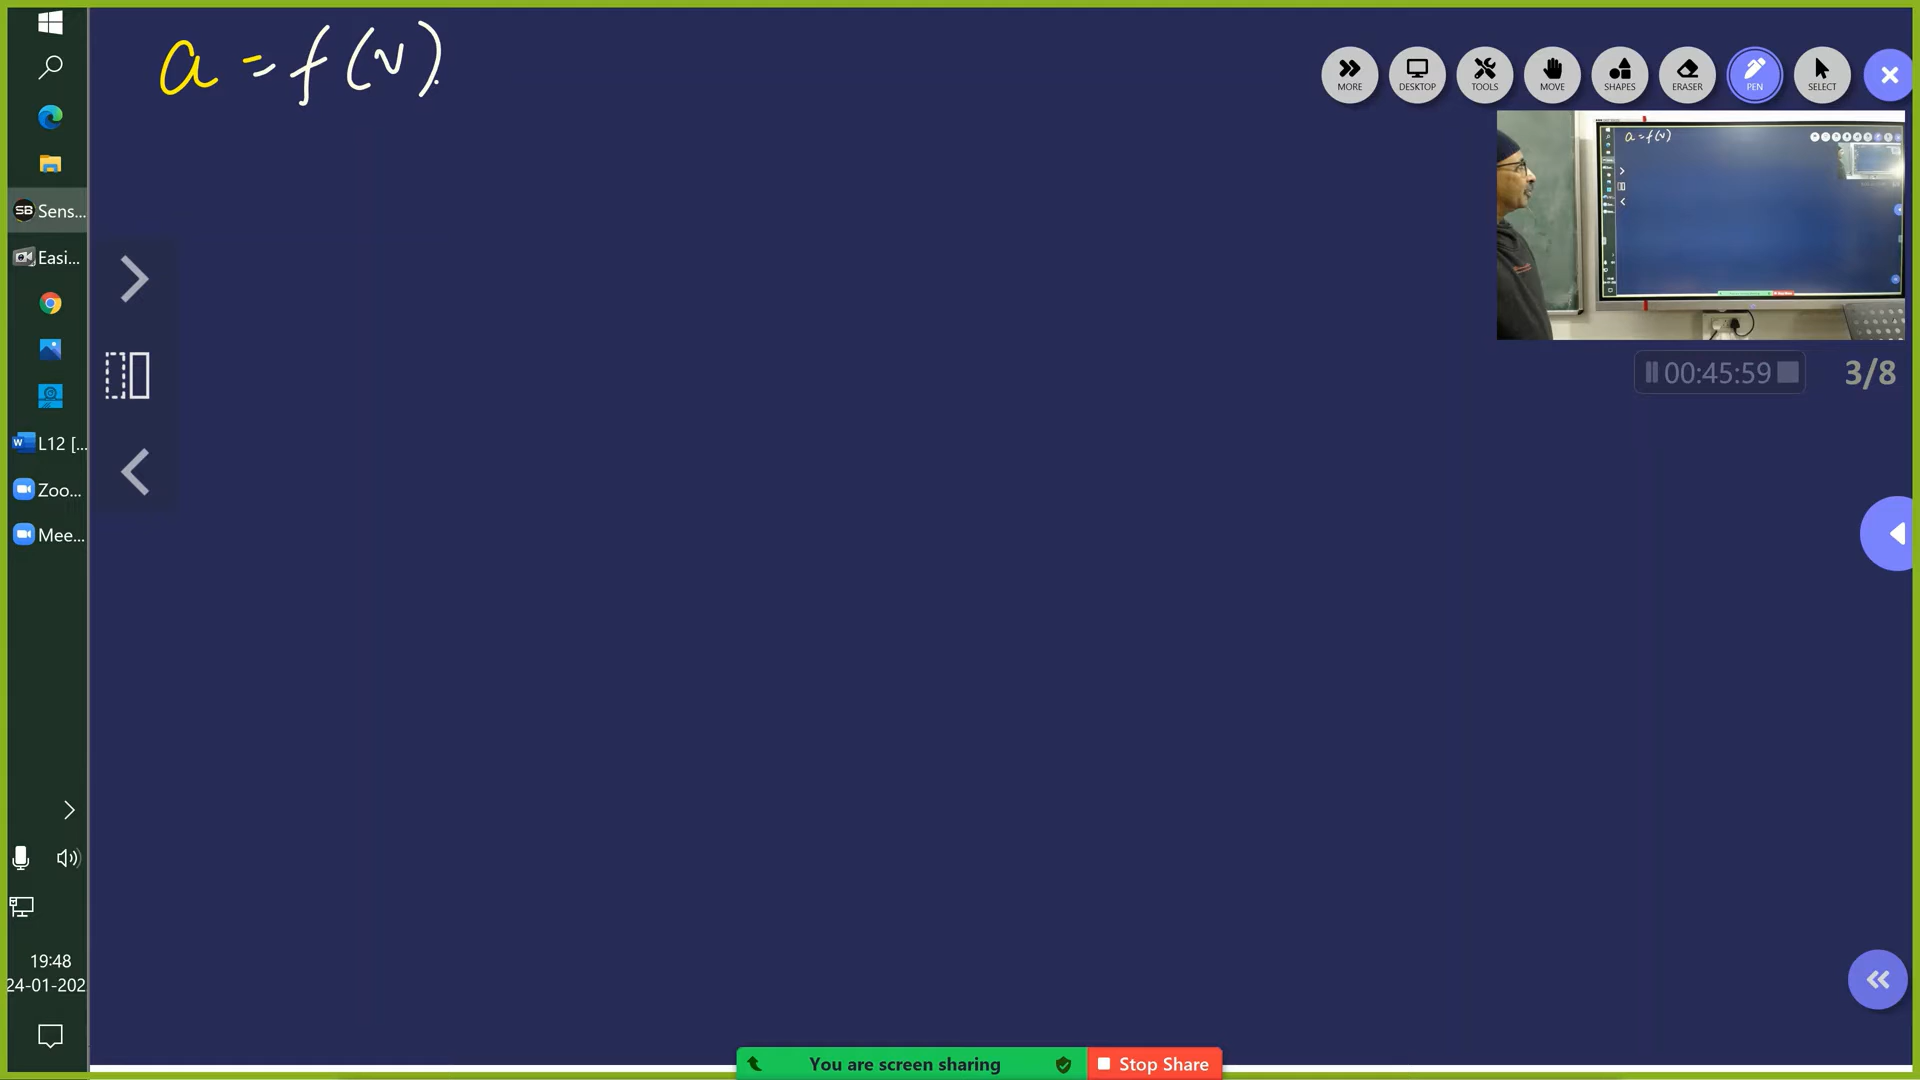 a = f(v).
MORE
DESKTOP
TOOLS
MOVE
SHAPES
ERASER
PEN
SELECT
a = f(v)
00:45:59
3/8
SB Sens...
Easi...
W L12 [...
Zoo...
Mee...
19:48
24-01-202
You are screen sharing
Stop Share